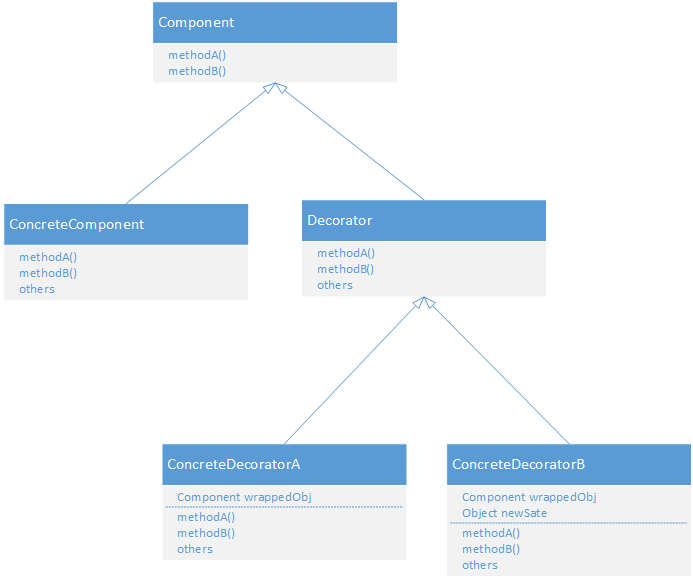 Component
methodA()
methodB()
ConcreteComponent
methodA()
methodB()
others
Decorator
methodA()
methodB()
others
ConcreteDecoratorA
Component wrappedObj
methodA()
methodB()
others
ConcreteDecoratorB
Component wrappedObj
Object newSate
methodA()
methodB()
others